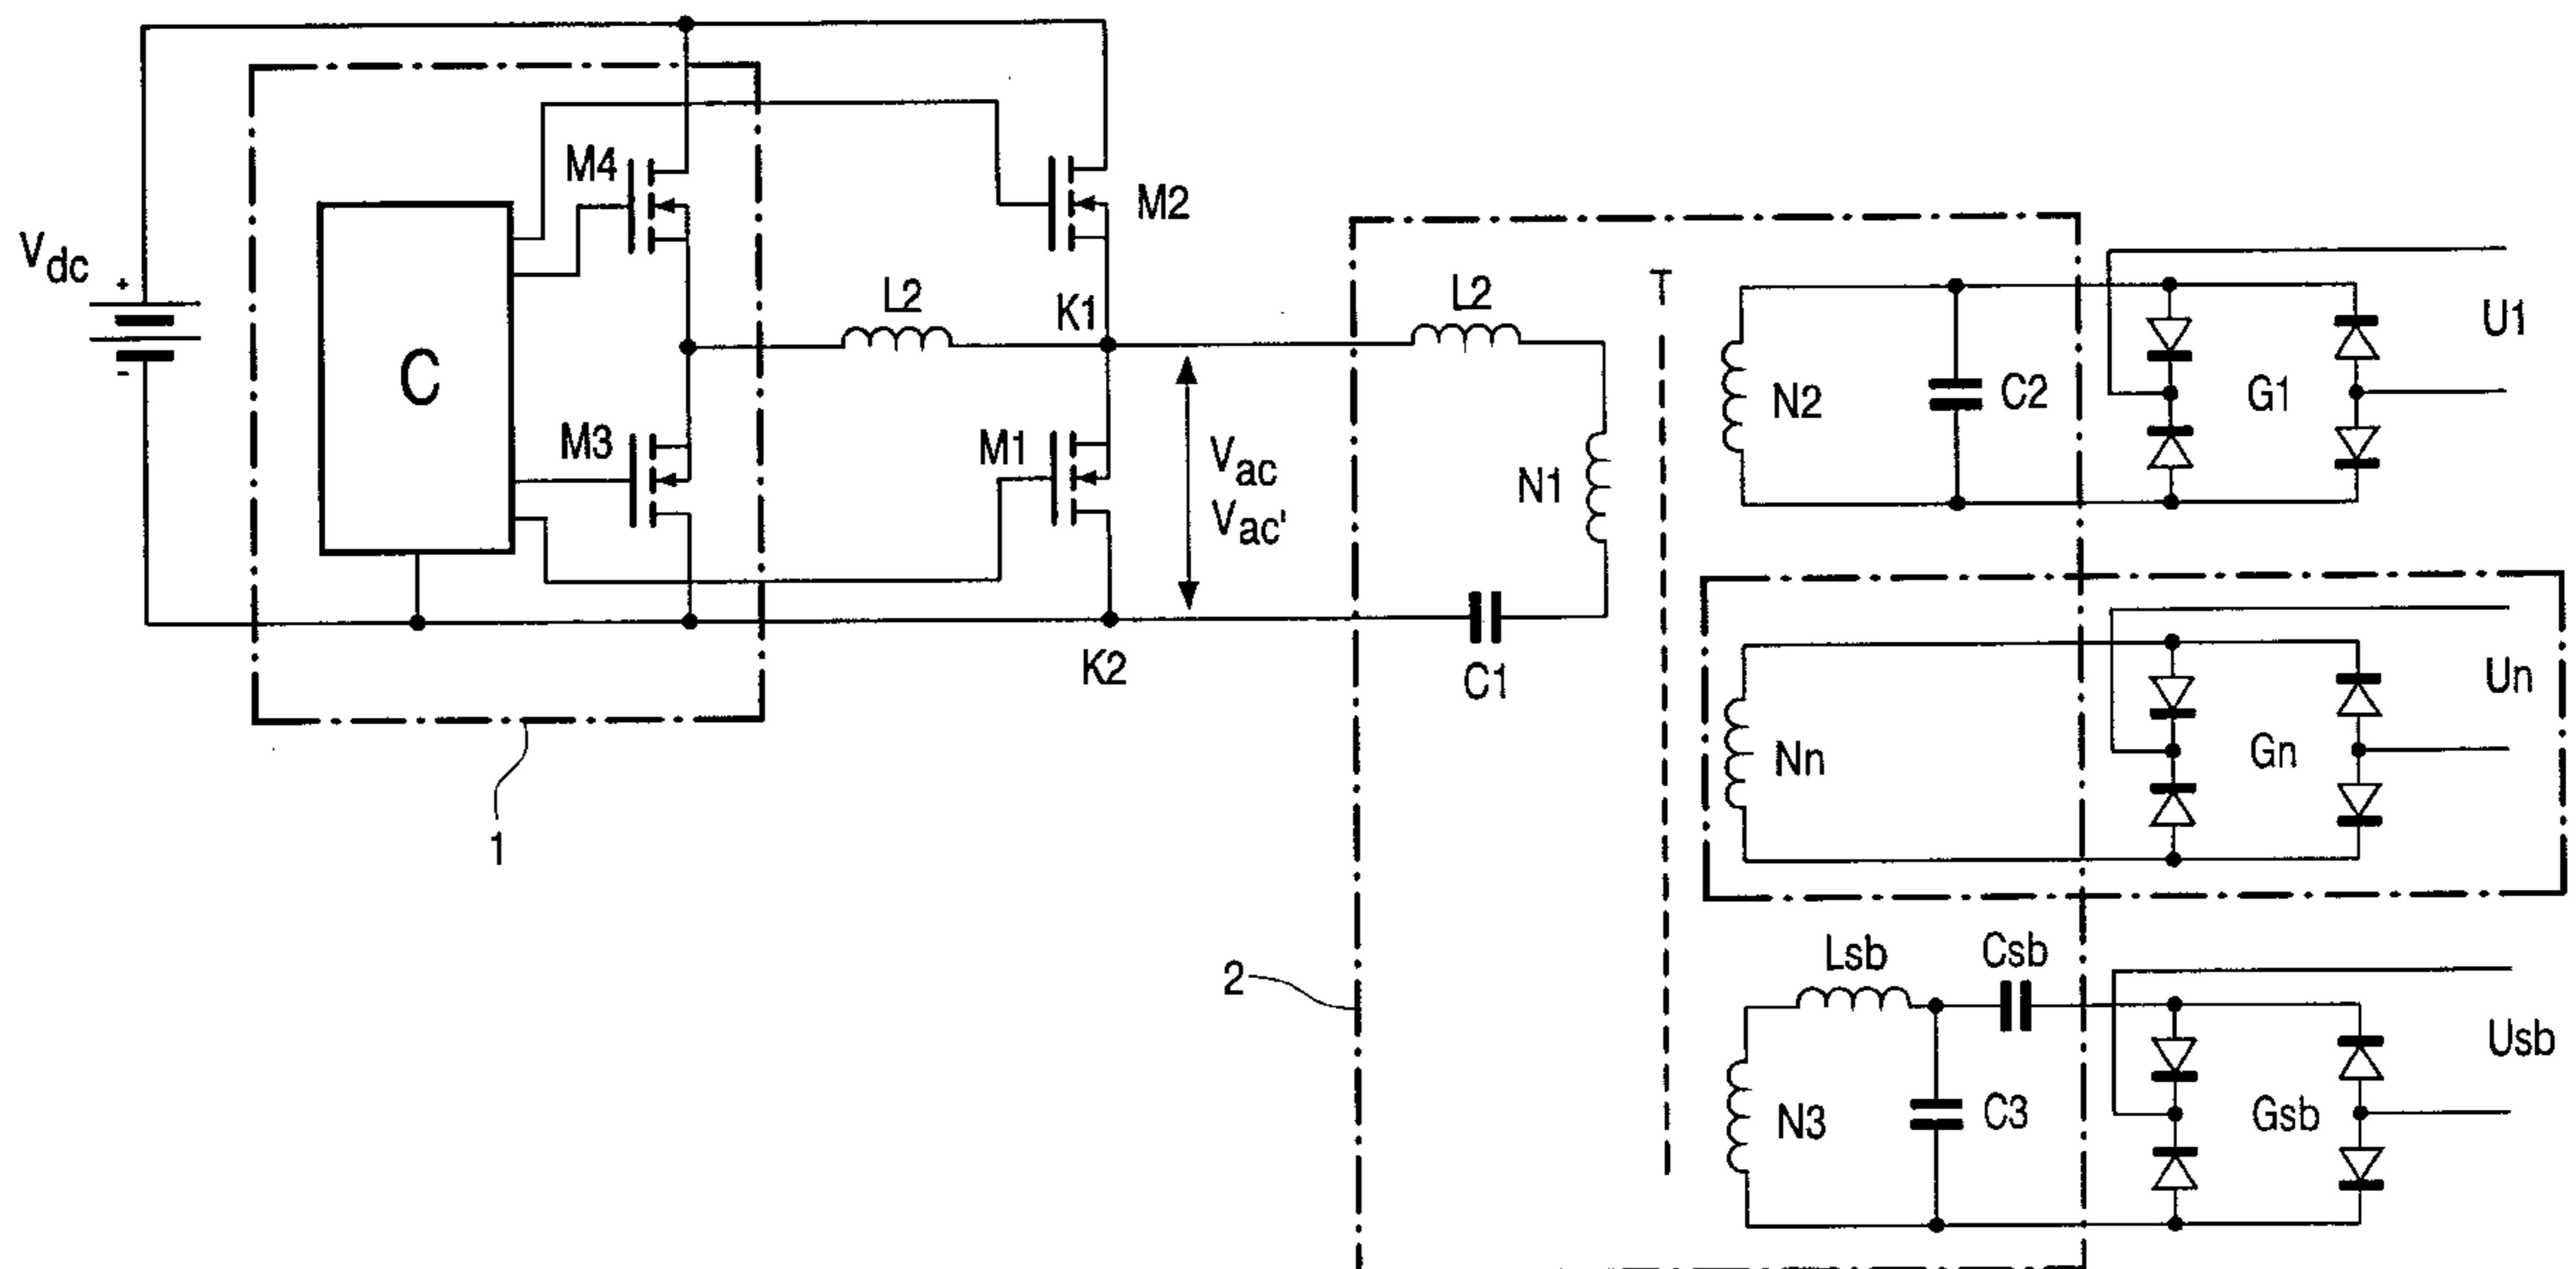 Vdc
+
-
C
M4
M3
L2
M2
K1
M1
Vac
Vac'
K2
1
2
L2
N1
C1
T
N2
C2
G1
U1
Nn
Gn
Un
Lsb
Csb
N3
C3
Gsb
Usb